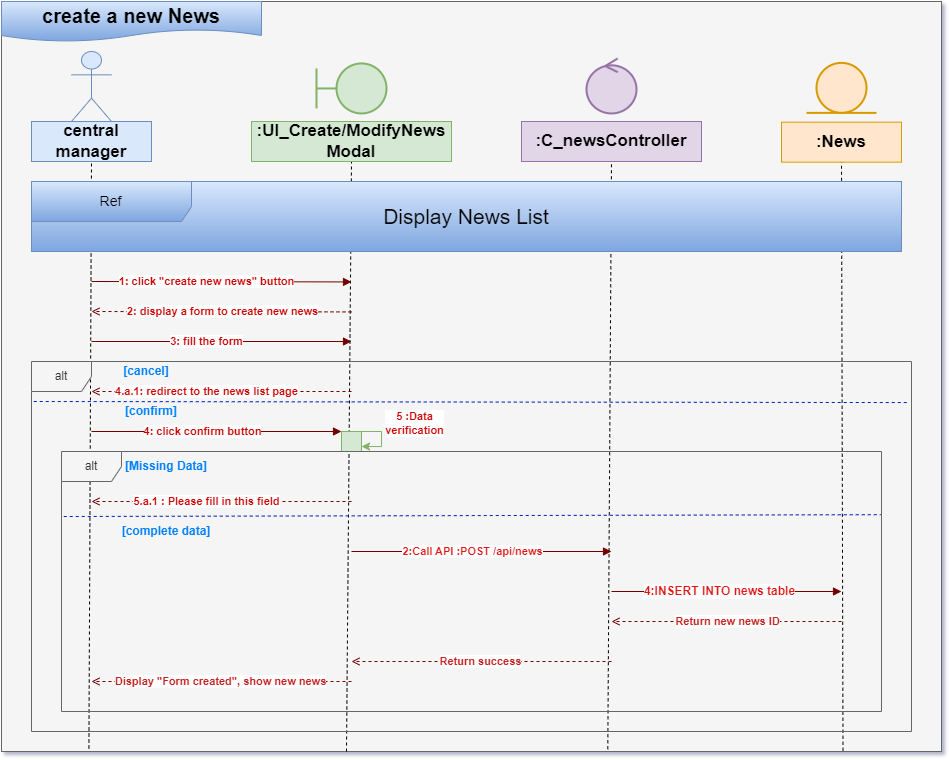 create a new News
central
manager
:UI_Create/ModifyNews
Modal
:C_newsController
:News
Ref
Display News List
1: click "create new news" button
2: display a form to create new news
3: fill the form
alt
[cancel]
4.a.1: redirect to the news list page
[confirm]
4: click confirm button
5 :Data
verification
alt
[Missing Data]
5.a.1 : Please fill in this field
[complete data]
2:Call API :POST /api/news
4:INSERT INTO news table
Return new news ID
Return success
Display "Form created", show new news